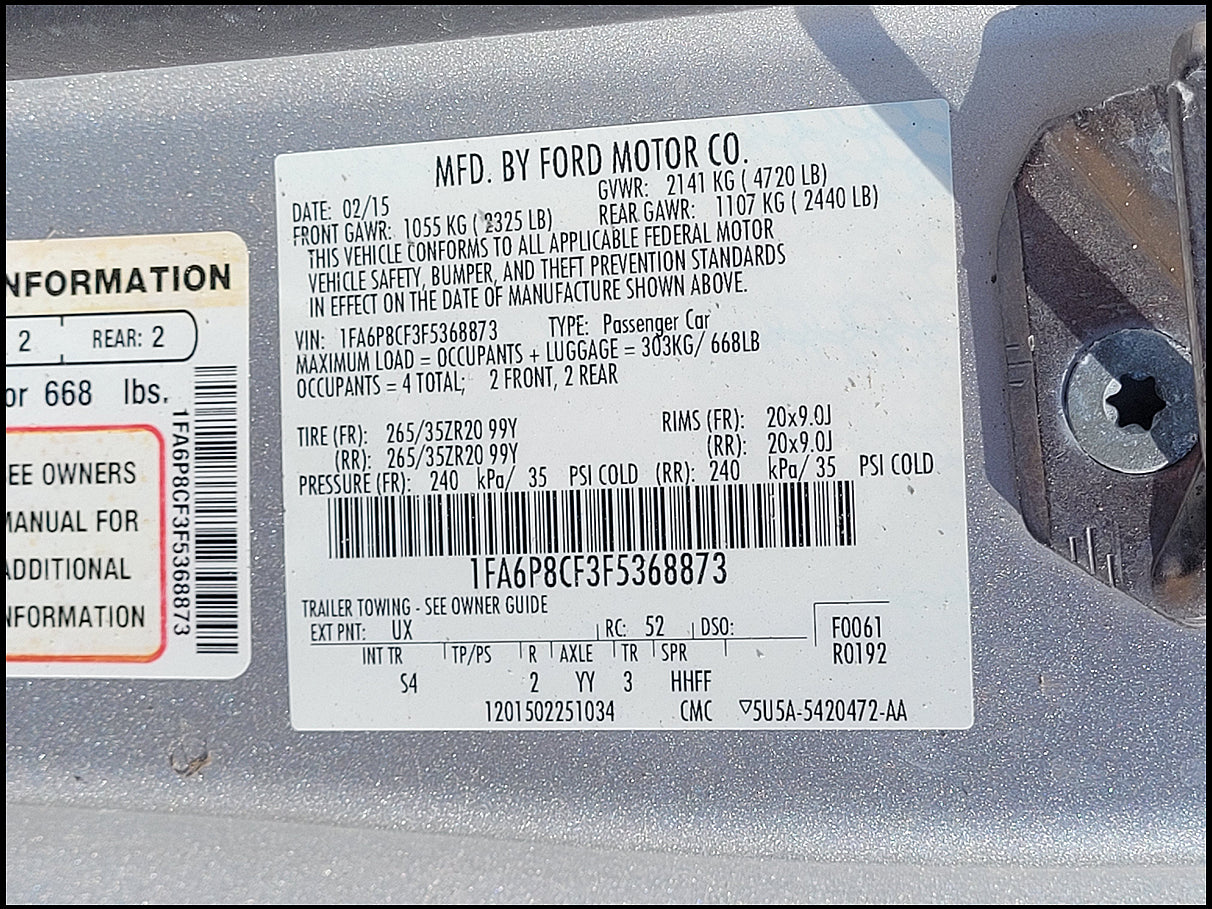 MFD. BY FORD MOTOR CO.
DATE: 02/15 GVWR: 2141 KG ( 4720 LB)
FRONT GAWR: 1055 KG ( 2325 LB) REAR GAWR: 1107 KG ( 2440 LB)
THIS VEHICLE CONFORMS TO ALL APPLICABLE FEDERAL MOTOR
VEHICLE SAFETY, BUMPER, AND THEFT PREVENTION STANDARDS
IN EFFECT ON THE DATE OF MANUFACTURE SHOWN ABOVE.
VIN: 1FA6P8CF3F5368873 TYPE: Passenger Car
MAXIMUM LOAD = OCCUPANTS + LUGGAGE = 303KG/ 668LB
OCCUPANTS = 4 TOTAL; 2 FRONT, 2 REAR
TIRE (FR): 265/35ZR20 99Y RIMS (FR): 20x9.0J
(RR): 265/35ZR20 99Y (RR): 20x9.0J
PRESSURE (FR): 240 kPa/ 35 PSI COLD (RR): 240 kPa/ 35 PSI COLD
1FA6P8CF3F5368873
TRAILER TOWING - SEE OWNER GUIDE
EXT PNT: UX RC: 52 DSO: F0061
INT TR TP/PS R AXLE TR SPR R0192
S4 2 YY 3 HHFF
1201502251034 CMC ▽5U5A-5420472-AA
NFORMATION
2 REAR: 2
or 668 lbs.
EE OWNERS
MANUAL FOR
ADDITIONAL
NFORMATION
1FA6P8CF3F5368873